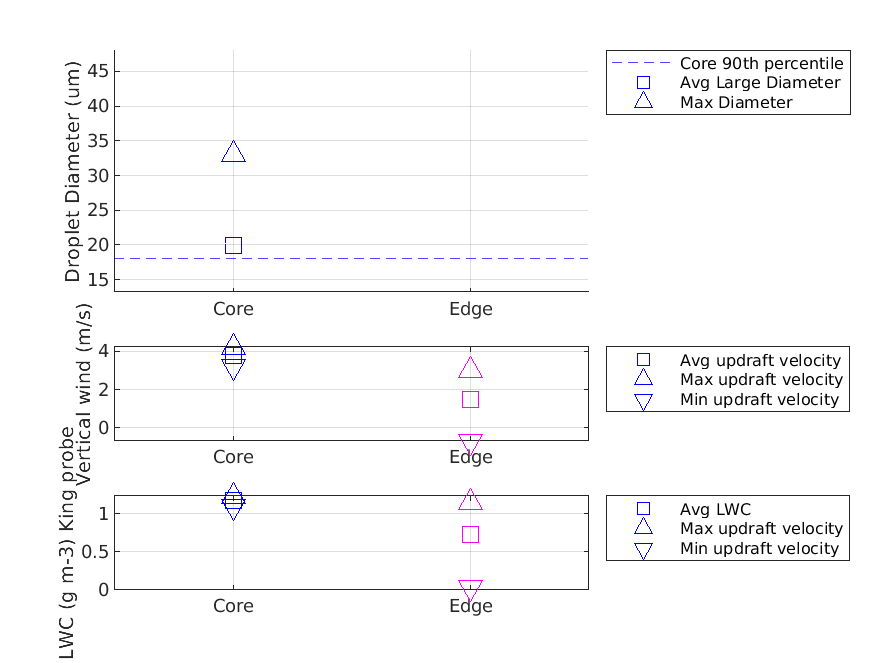 Droplet Diameter (um)
45
40
35
30
25
20
15
Core
Edge
Core 90th percentile
Avg Large Diameter
Max Diameter
Vertical wind (m/s)
4
2
0
Core
Edge
Avg updraft velocity
Max updraft velocity
Min updraft velocity
LWC (g m-3) King probe
1
0.5
0
Core
Edge
Avg LWC
Max updraft velocity
Min updraft velocity